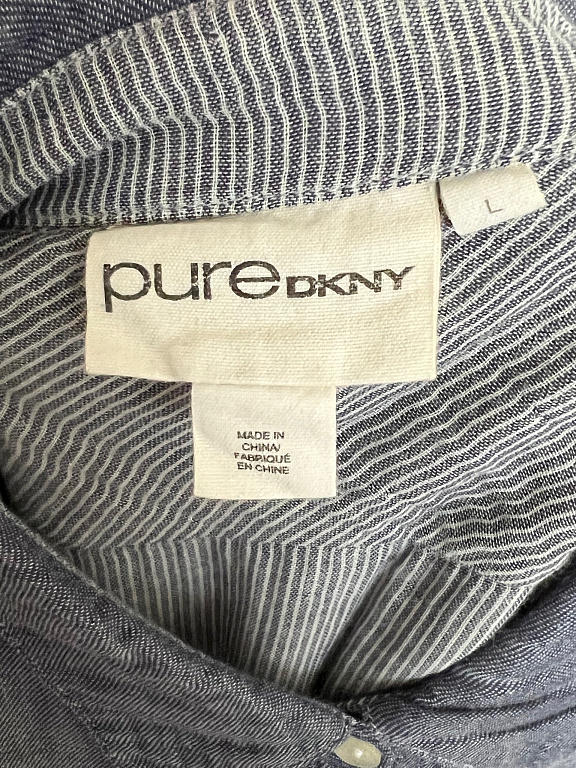 L
pure DKNY
MADE IN
CHINA/
FABRIQUÉ
EN CHINE